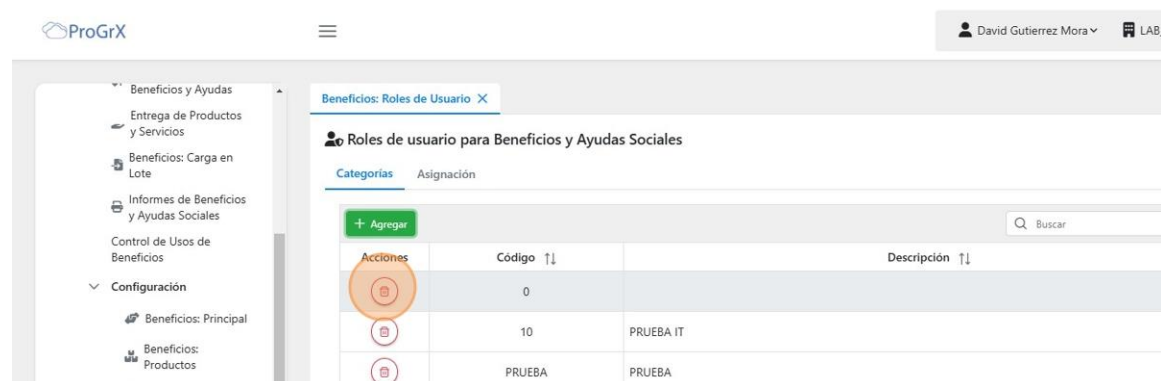 ProGrX
David Gutierrez Mora
LAB
Beneficios y Ayudas
Entrega de Productos
y Servicios
Beneficios: Carga en
Lote
Informes de Beneficios
y Ayudas Sociales
Control de Usos de
Beneficios
Configuración
Beneficios: Principal
Beneficios:
Productos
Beneficios: Roles de Usuario
Roles de usuario para Beneficios y Ayudas Sociales
Categorías Asignación
+ Agregar
Buscar
Acciones Código Descripción
0
10 PRUEBA IT
PRUEBA PRUEBA